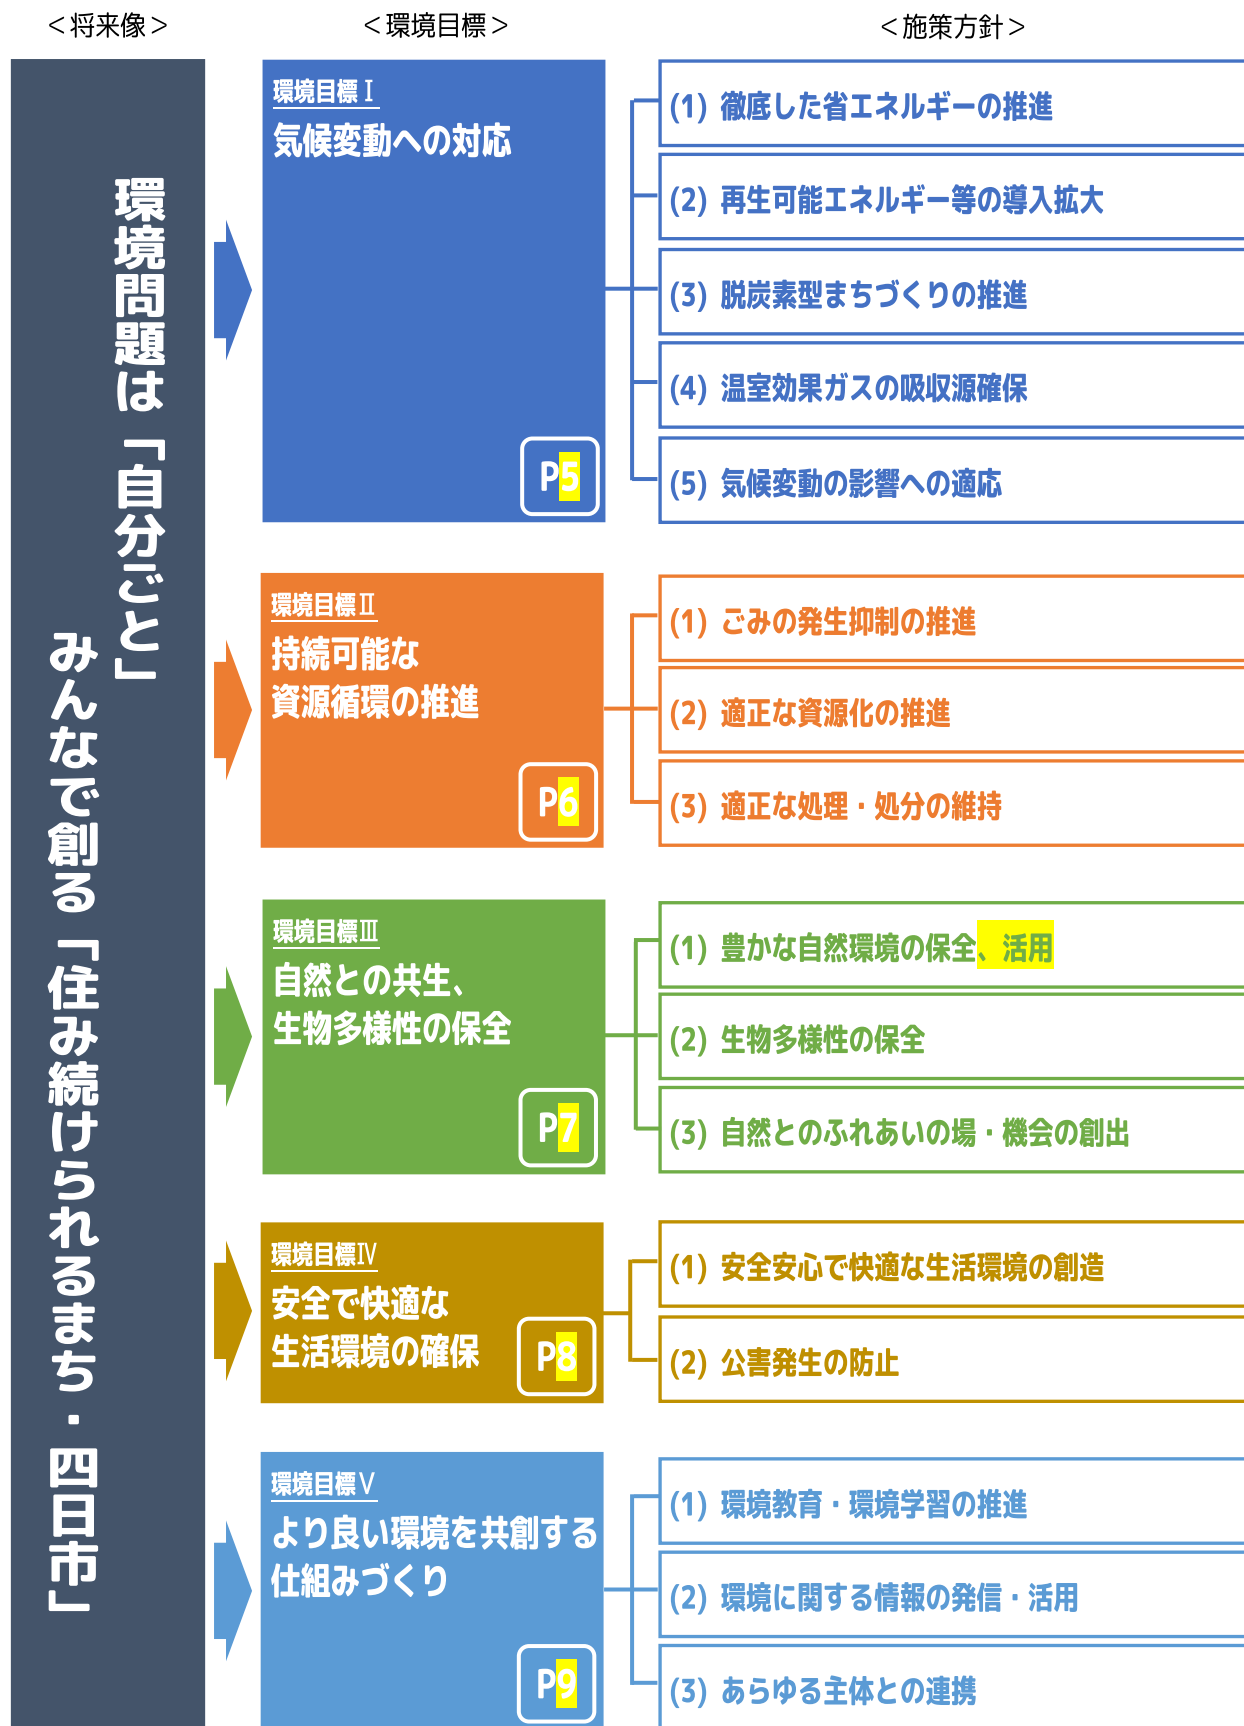 ＜将来像＞
＜環境目標＞
＜施策方針＞
環境問題は「自分ごと」
みんなで創る「住み続けられるまち・四日市」
環境目標Ⅰ
気候変動への対応
P5
(1) 徹底した省エネルギーの推進
(2) 再生可能エネルギー等の導入拡大
(3) 脱炭素型まちづくりの推進
(4) 温室効果ガスの吸収源確保
(5) 気候変動の影響への適応
環境目標Ⅱ
持続可能な
資源循環の推進
P6
(1) ごみの発生抑制の推進
(2) 適正な資源化の推進
(3) 適正な処理・処分の維持
環境目標Ⅲ
自然との共生、
生物多様性の保全
P7
(1) 豊かな自然環境の保全、活用
(2) 生物多様性の保全
(3) 自然とのふれあいの場・機会の創出
環境目標Ⅳ
安全で快適な
生活環境の確保
P8
(1) 安全安心で快適な生活環境の創造
(2) 公害発生の防止
環境目標Ⅴ
より良い環境を共創する
仕組みづくり
P9
(1) 環境教育・環境学習の推進
(2) 環境に関する情報の発信・活用
(3) あらゆる主体との連携